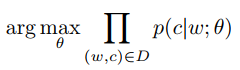 arg max ∏ p(c|w; θ)
θ (w,c)∈D